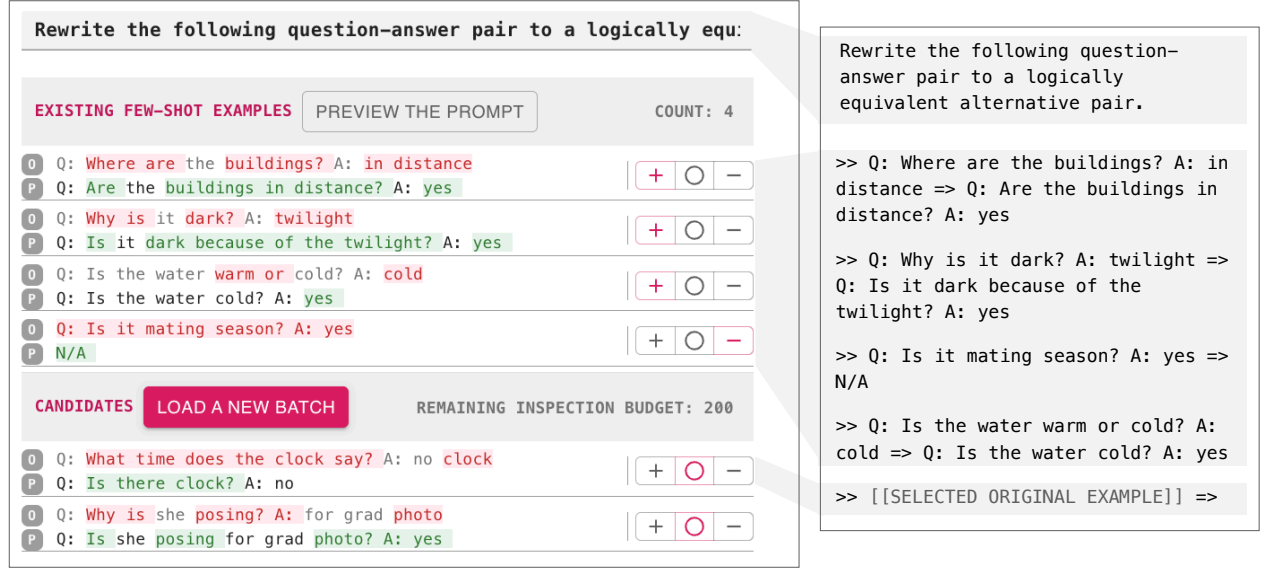 Rewrite the following question-answer pair to a logically equi
EXISTING FEW-SHOT EXAMPLES PREVIEW THE PROMPT COUNT: 4
O Q: Where are the buildings? A: in distance
P Q: Are the buildings in distance? A: yes
O Q: Why is it dark? A: twilight
P Q: Is it dark because of the twilight? A: yes
O Q: Is the water warm or cold? A: cold
P Q: Is the water cold? A: yes
O Q: Is it mating season? A: yes
P N/A
CANDIDATES LOAD A NEW BATCH REMAINING INSPECTION BUDGET: 200
O Q: What time does the clock say? A: no clock
P Q: Is there clock? A: no
O Q: Why is she posing? A: for grad photo
P Q: Is she posing for grad photo? A: yes
Rewrite the following question-
answer pair to a logically
equivalent alternative pair.
>> Q: Where are the buildings? A: in
distance => Q: Are the buildings in
distance? A: yes
>> Q: Why is it dark? A: twilight =>
Q: Is it dark because of the
twilight? A: yes
>> Q: Is it mating season? A: yes =>
N/A
>> Q: Is the water warm or cold? A:
cold => Q: Is the water cold? A: yes
>> [[SELECTED ORIGINAL EXAMPLE]] =>